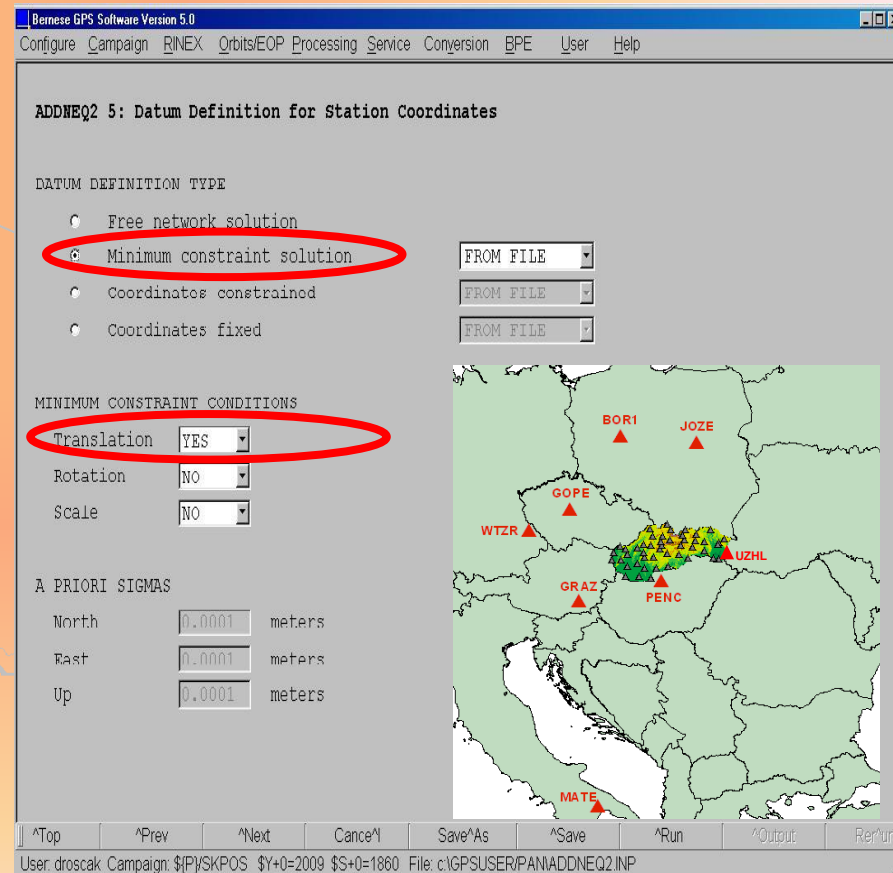 Bernese GPS Software Version 5.0
Configure Campaign RINEX Orbits/EOP Processing Service Conversion BPE User Help
ADDNEQ2 5: Datum Definition for Station Coordinates
DATUM DEFINITION TYPE
Free network solution
Minimum constraint solution FROM FILE
Coordinates constrained FROM FILE
Coordinates fixed FROM FILE
MINIMUM CONSTRAINT CONDITIONS
Translation YES
Rotation NO
Scale NO
A PRIORI SIGMAS
North 0.0001 meters
East 0.0001 meters
Up 0.0001 meters
BOR1
JOZE
GOPE
WTZR
UZHL
GRAZ
PENC
MATE
^Top ^Prev ^Next Cance^l Save^As ^Save ^Run ^Output Rer^un
User: droscak Campaign: ${P}/SKPOS $Y+0=2009 $S+0=1860 File: c:\GPSUSER/PAN\ADDNEQ2.INP